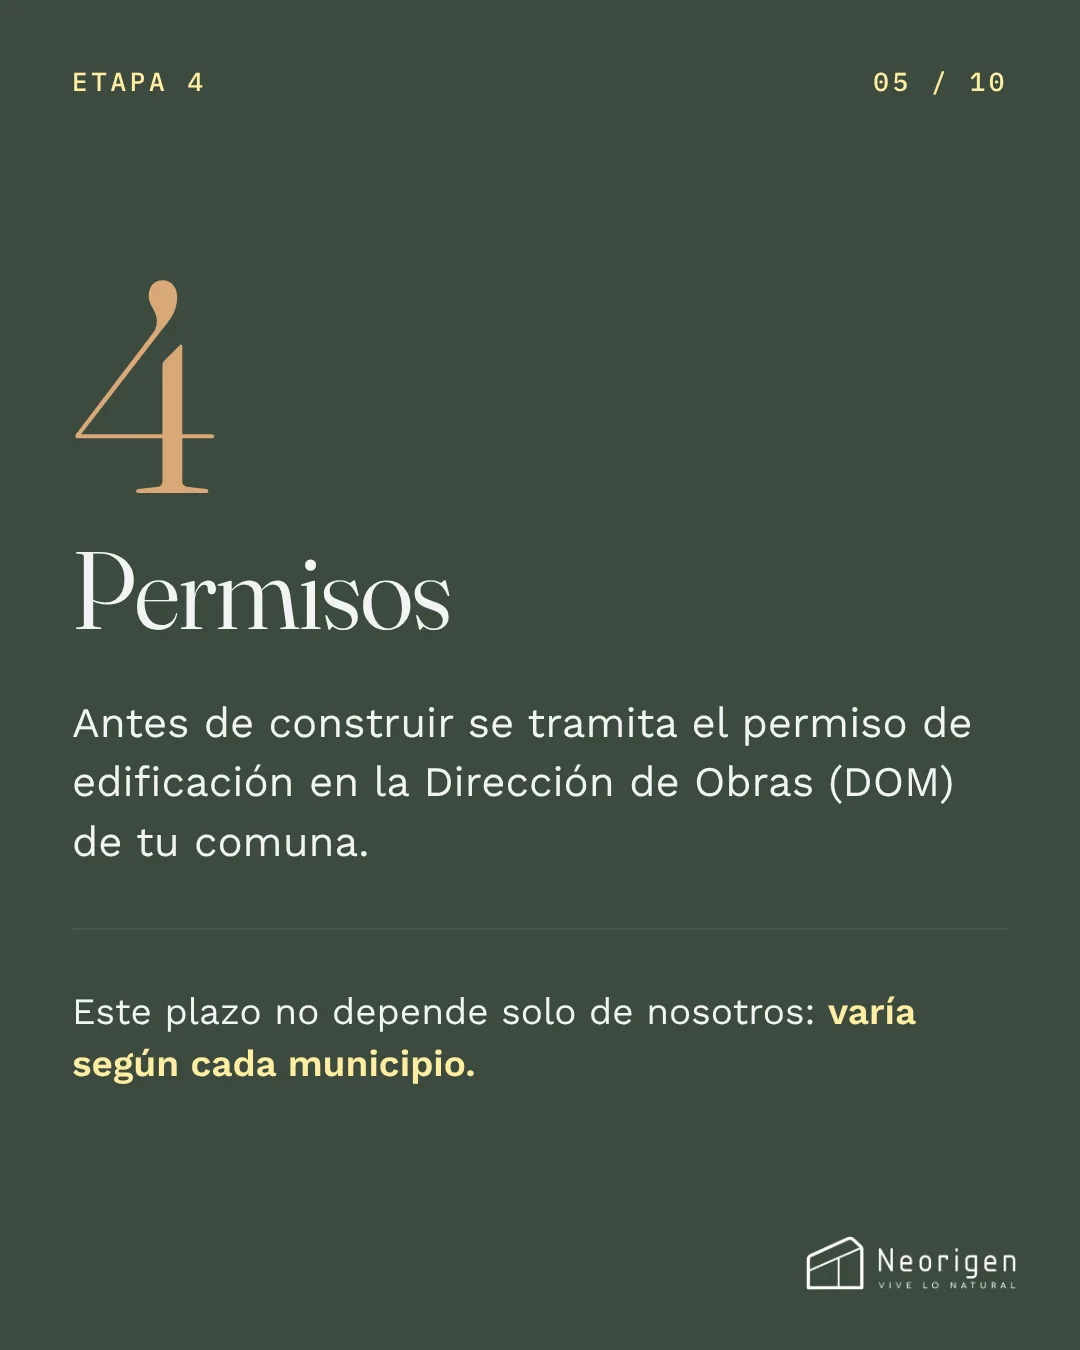 ETAPA 4
05 / 10
4
Permisos
Antes de construir se tramita el permiso de
edificación en la Dirección de Obras (DOM)
de tu comuna.
Este plazo no depende solo de nosotros: varía
según cada municipio.
Neorigen
VIVE LO NATURAL